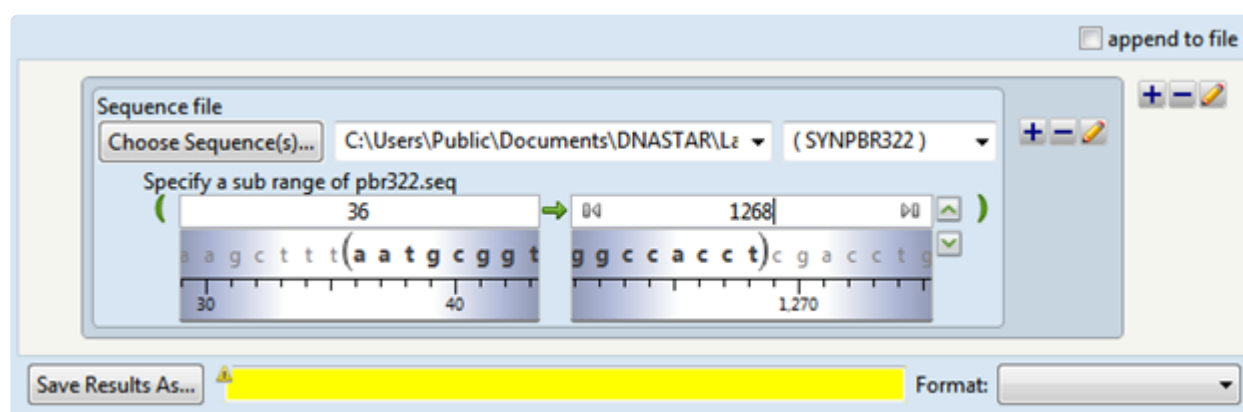 append to file
Sequence file
Choose Sequence(s)... C:\Users\Public\Documents\DNASTAR\La ( SYNPBR322 )
Specify a sub range of pbr322.seq
( 36 1268 )
a a g c t t t (a a t g c g g t g g c c a c c t) c g a c c t g
30 40 1,270
Save Results As... Format: